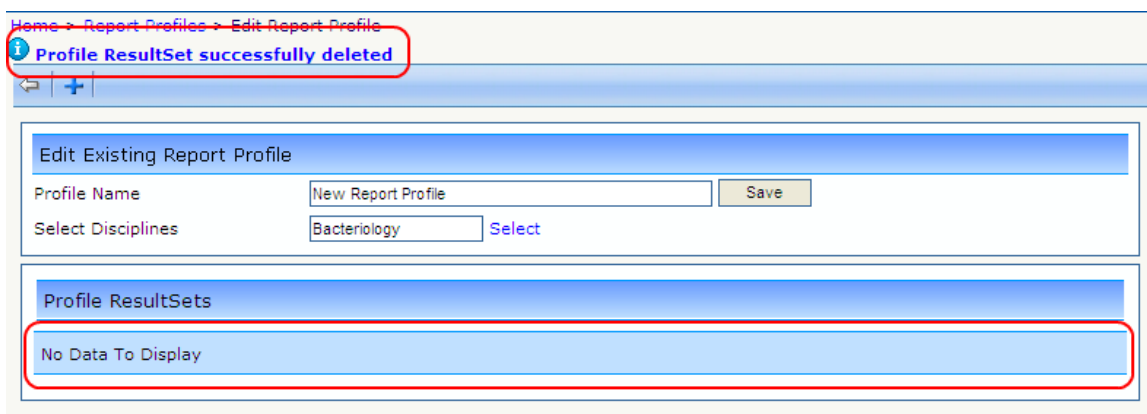 Home > Report Profiles > Edit Report Profile
Profile ResultSet successfully deleted
Edit Existing Report Profile
Profile Name New Report Profile Save
Select Disciplines Bacteriology Select
Profile ResultSets
No Data To Display